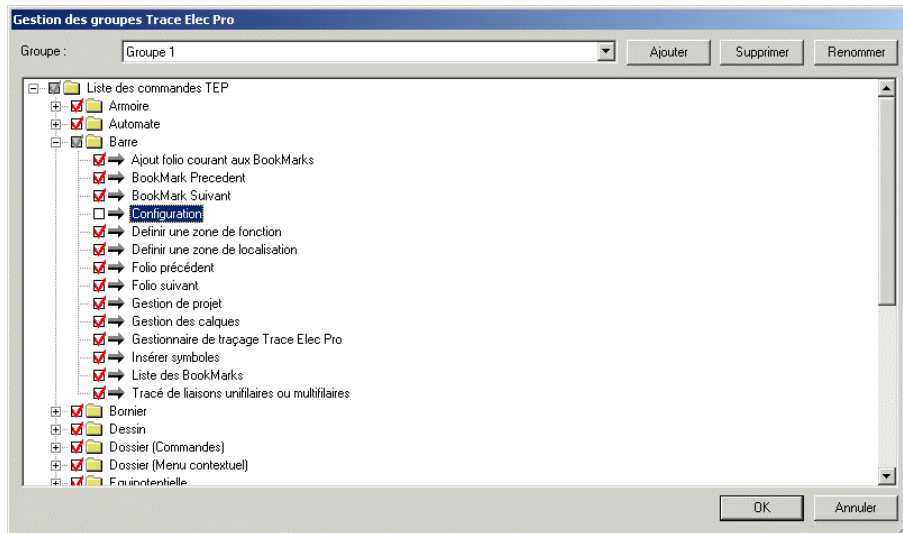 Gestion des groupes Trace Elec Pro
Groupe : Groupe 1 Ajouter Supprimer Renommer
Liste des commandes TEP
Armoire
Automate
Barre
Ajout folio courant aux BookMarks
BookMark Precedent
BookMark Suivant
Configuration
Definir une zone de fonction
Definir une zone de localisation
Folio précédent
Folio suivant
Gestion de projet
Gestion des calques
Gestionnaire de traçage Trace Elec Pro
Insérer symboles
Liste des BookMarks
Tracé de liaisons unifilaires ou multifilaires
Bornier
Dessin
Dossier (Commandes)
Dossier (Menu contextuel)
Equipotentielle
OK Annuler